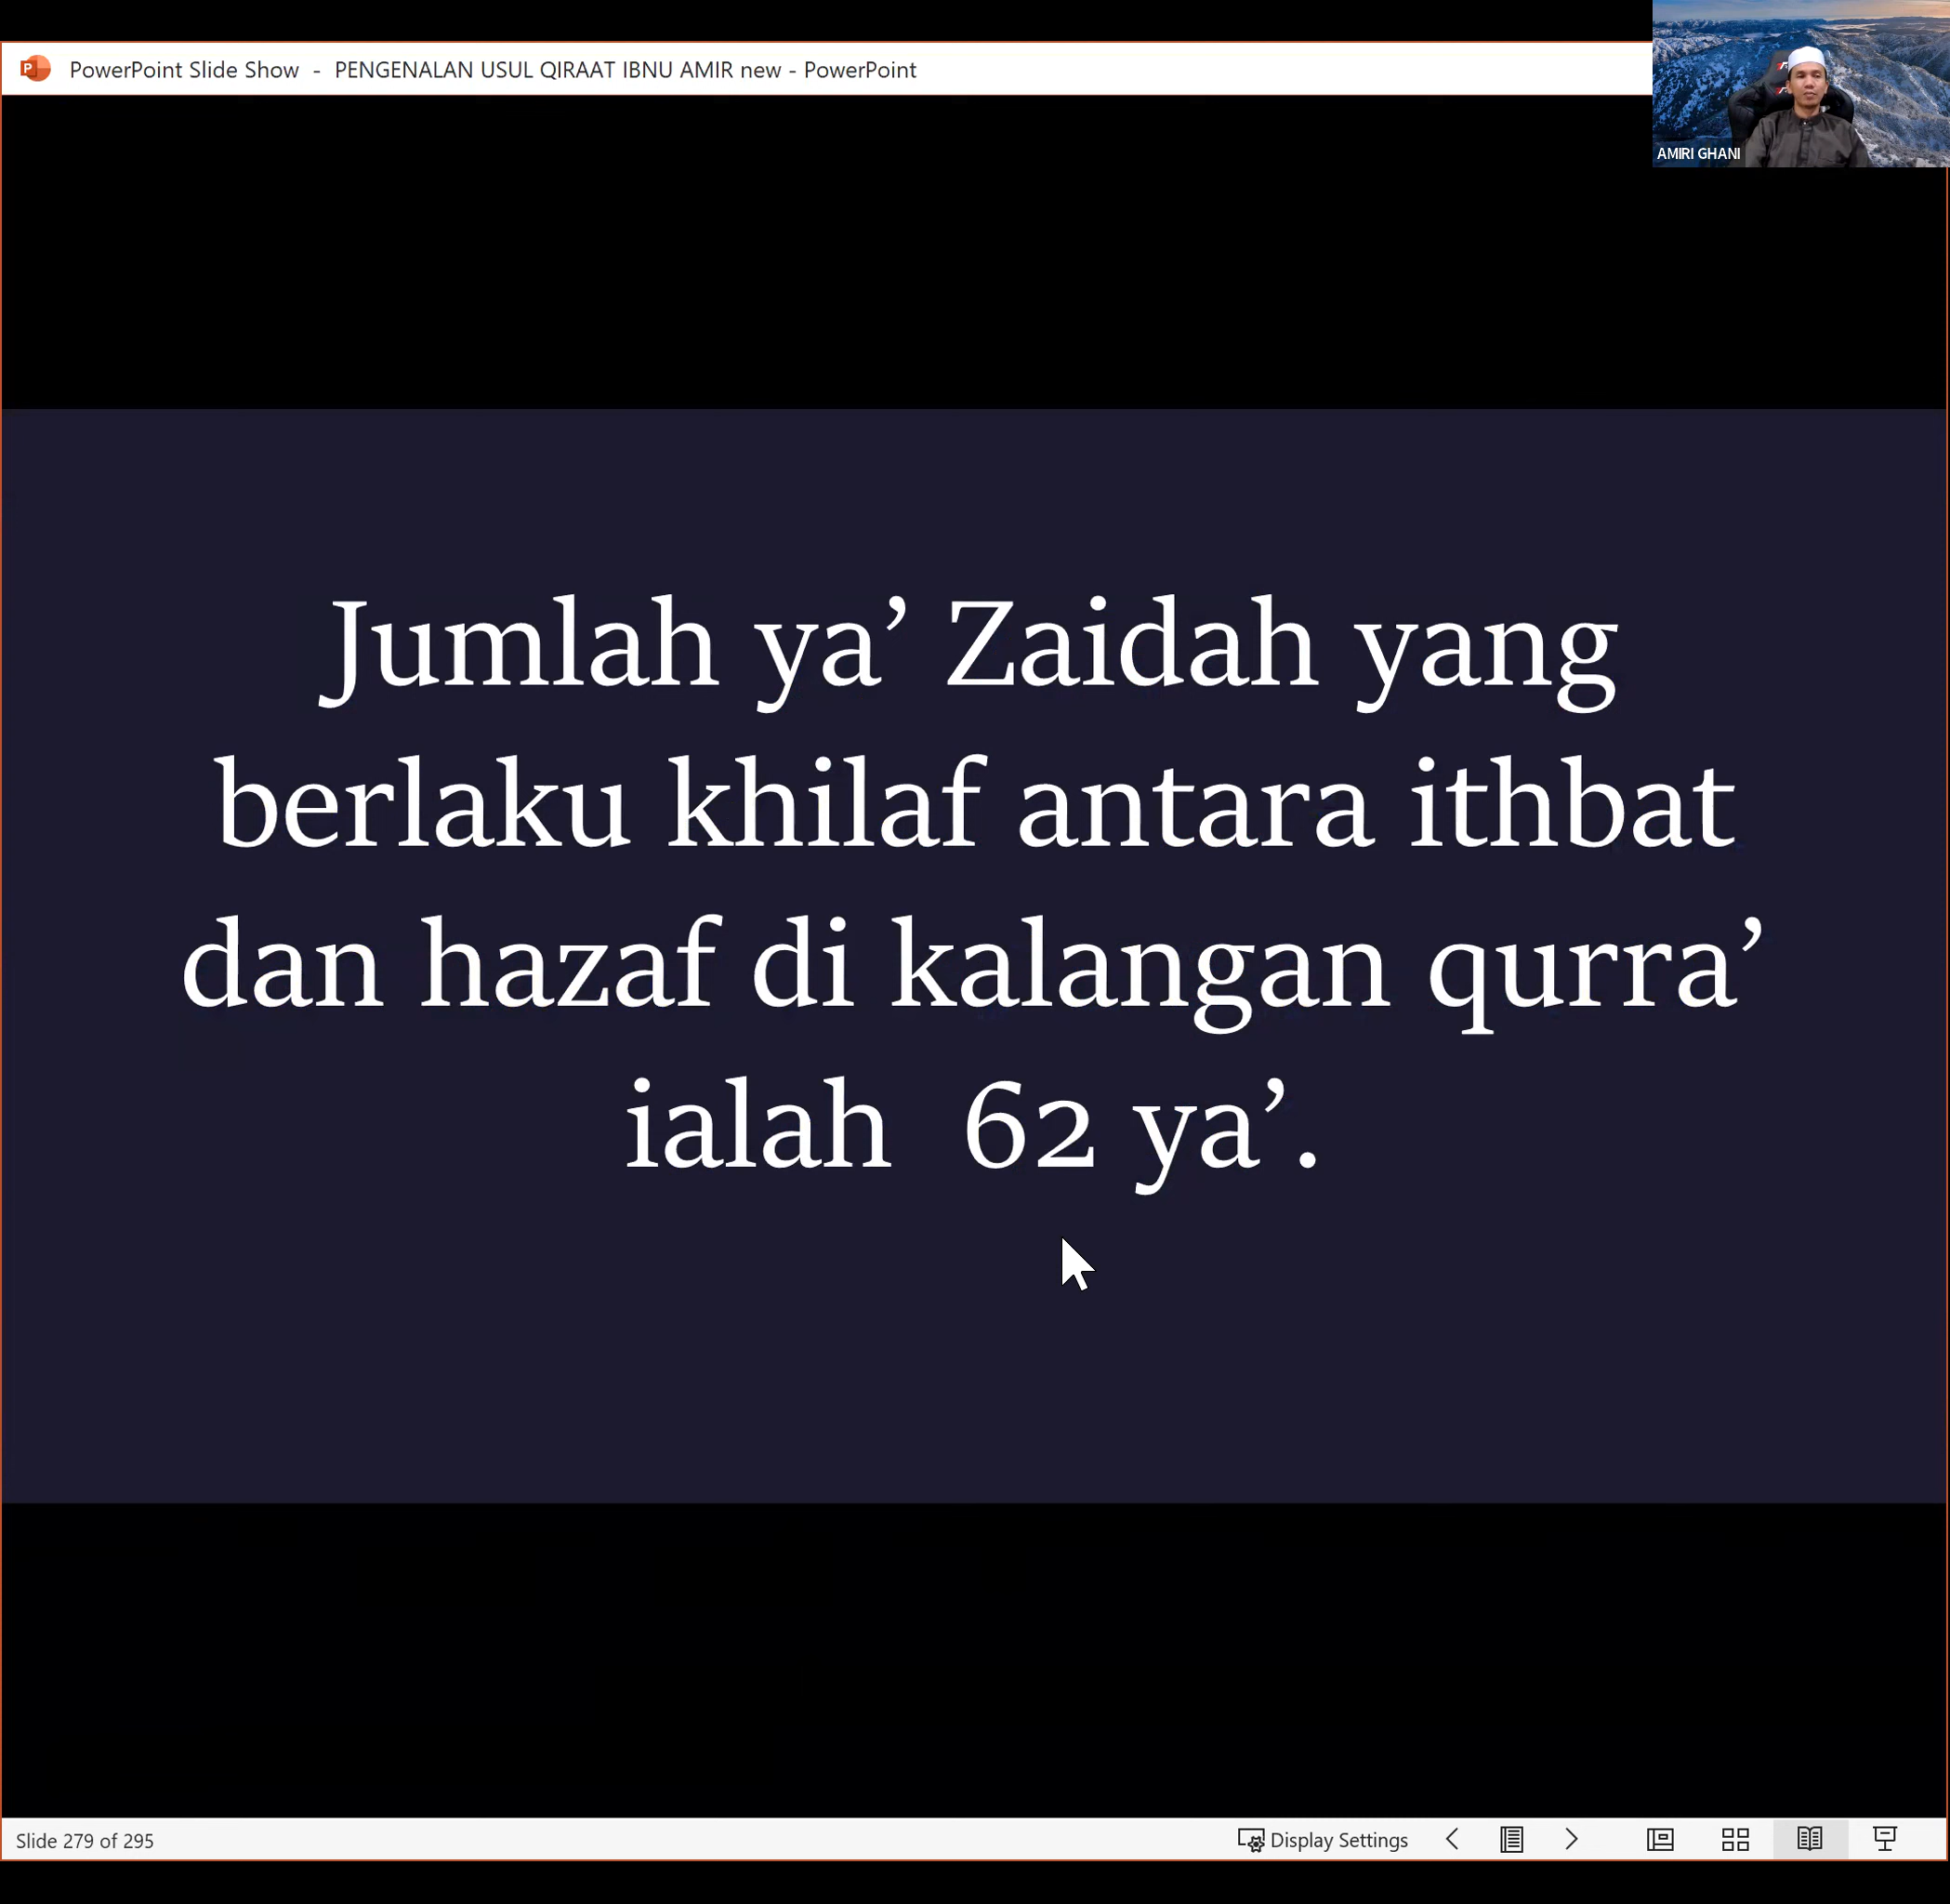 PowerPoint Slide Show - PENGENALAN USUL QIRAAT IBNU AMIR new - PowerPoint
AMIRI GHANI
Jumlah ya’ Zaidah yang
berlaku khilaf antara ithbat
dan hazaf di kalangan qurra’
ialah 62 ya’.
Slide 279 of 295
Display Settings